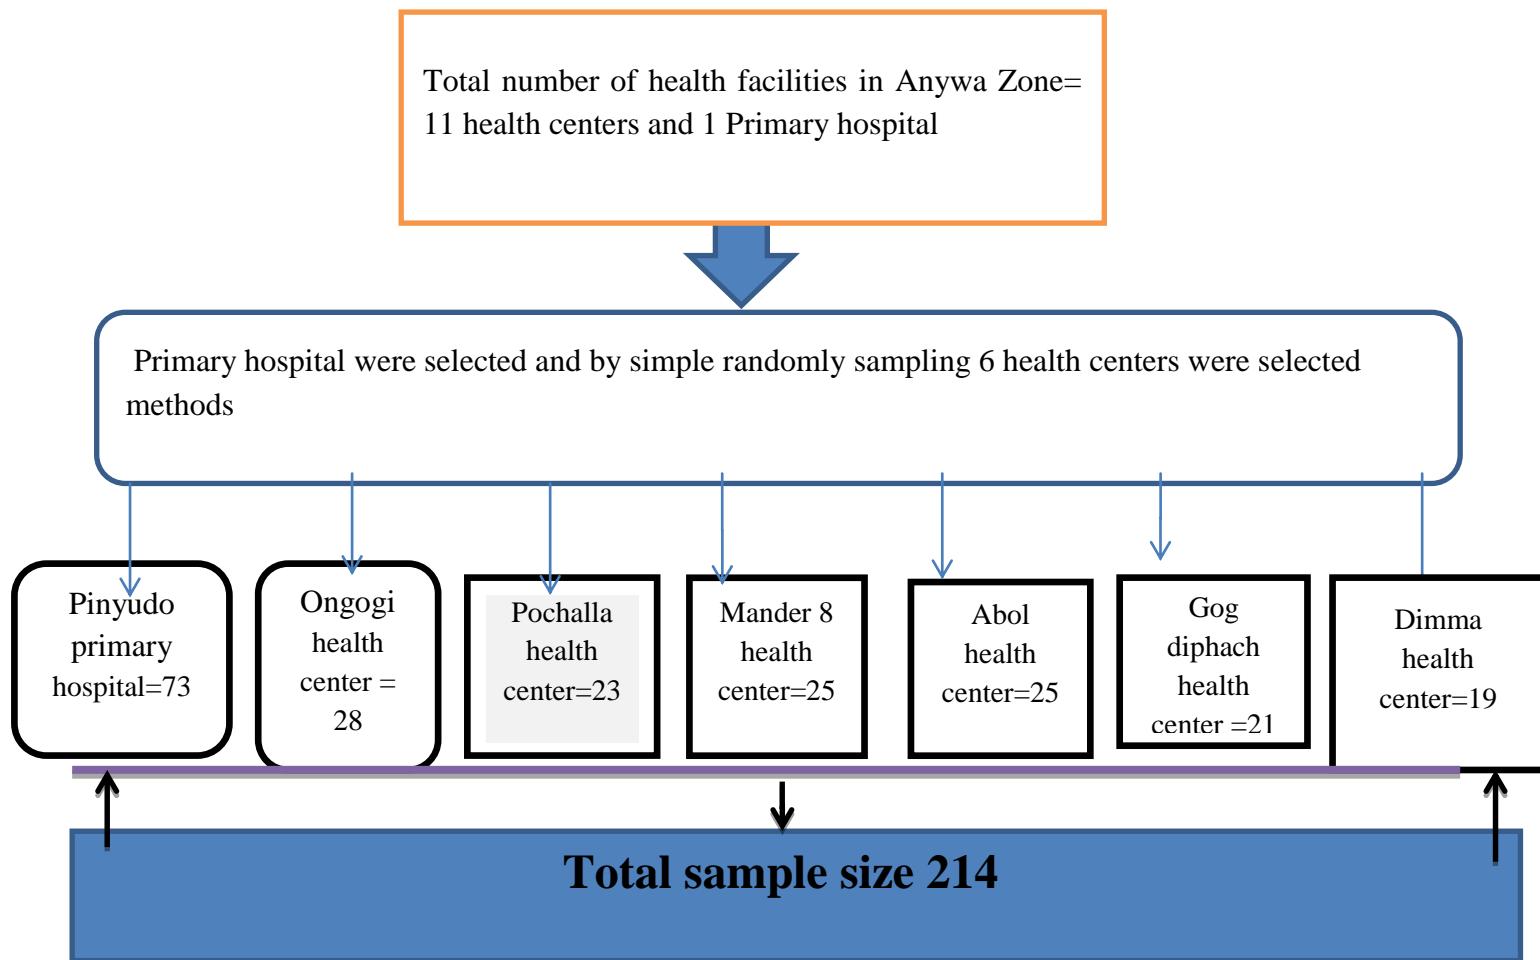 Total number of health facilities in Anywa Zone=
11 health centers and 1 Primary hospital
Primary hospital were selected and by simple randomly sampling 6 health centers were selected
methods
Pinyudo
primary
hospital=73
Ongogi
health
center =
28
Pochalla
health
center=23
Mander 8
health
center=25
Abol
health
center=25
Gog
diphach
health
center =21
Dimma
health
center=19
Total sample size 214